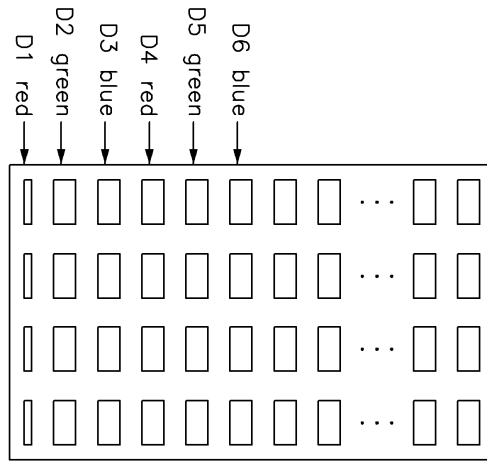 D1 red
D2 green
D3 blue
D4 red
D5 green
D6 blue